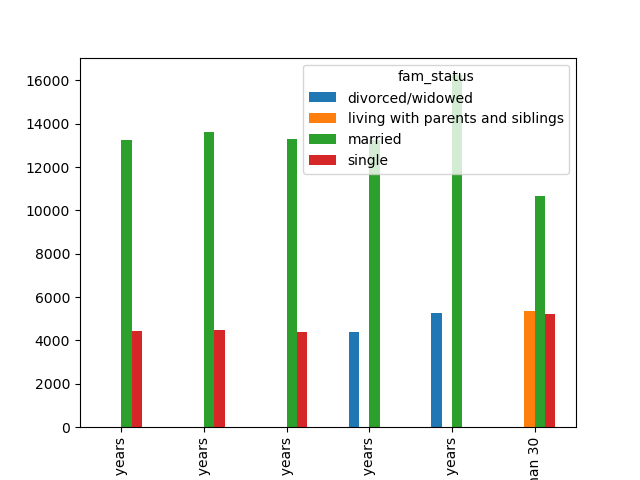 fam_status
divorced/widowed
living with parents and siblings
married
single
16000
14000
12000
10000
8000
6000
4000
2000
0
years
years
years
years
years
30